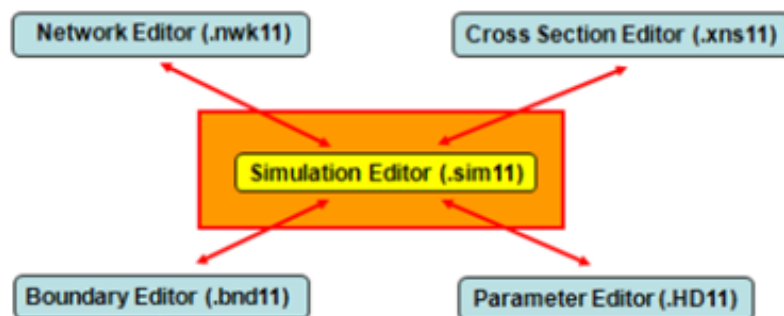 Network Editor (.nwk11)
Cross Section Editor (.xns11)
Simulation Editor (.sim11)
Boundary Editor (.bnd11)
Parameter Editor (.HD11)